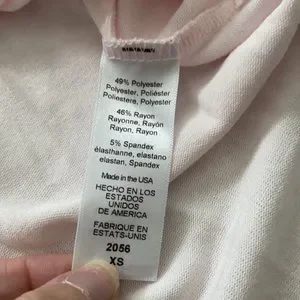 49% Polyester
Polyester, Poliéster
Poliestere, Polyester
46% Rayon
Rayonne, Rayón
Rayon, Rayon
5% Spandex
élasthanne, elastano
elastan, Spandex
Made in the USA
HECHO EN LOS
ESTADOS
UNIDOS
DE AMERICA
FABRIQUE EN
ESTATS-UNIS
2056
XS